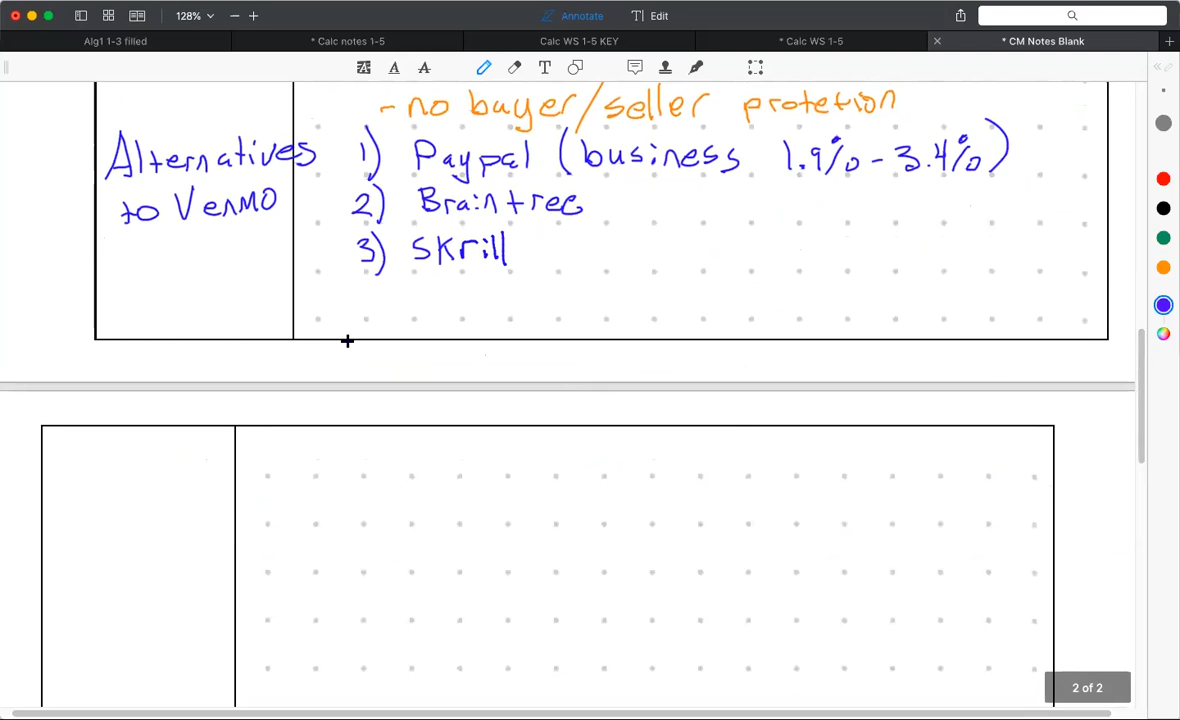 128%
Annotate
Edit
Alg1 1-3 filled
* Calc notes 1-5
Calc WS 1-5 KEY
* Calc WS 1-5
* CM Notes Blank
- no buyer/seller protetion
Alternatives to Venmo
1) Paypal (business 1.9% - 3.4%)
2) Braintree
3) Skrill
2 of 2